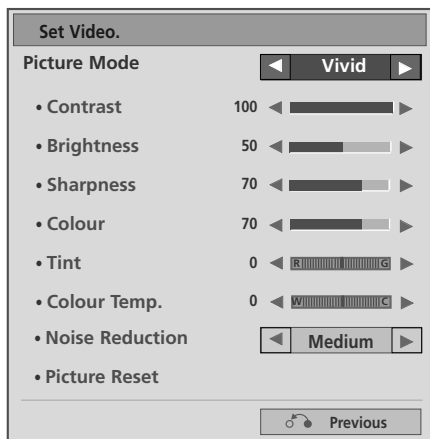 Set Video.
Picture Mode Vivid
• Contrast 100
• Brightness 50
• Sharpness 70
• Colour 70
• Tint 0 R G
• Colour Temp. 0 W C
• Noise Reduction Medium
• Picture Reset
Previous